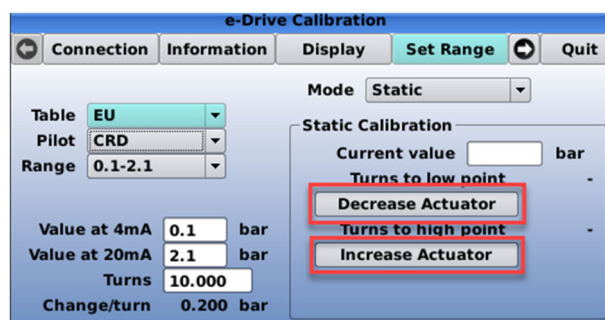 e-Drive Calibration
Connection Information Display Set Range Quit
Mode Static
Table EU
Static Calibration
Pilot CRD
Current value bar
Range 0.1-2.1
Turns to low point -
Decrease Actuator
Value at 4mA 0.1 bar
Turns to high point -
Value at 20mA 2.1 bar
Increase Actuator
Turns 10.000
Change/turn 0.200 bar